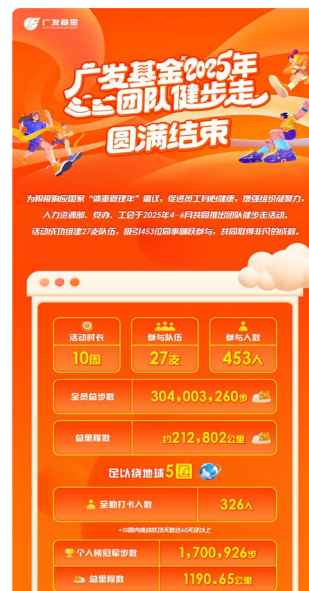 广发基金
广发基金2025年
团队健步走
圆满结束
为积极响应国家“体重管理年”倡议，促进员工身心健康，增强组织凝聚力，
人力资源部、党办、工会于2025年4-6月共同推出团队健步走活动。
活动成功组建27支队伍，吸引453位同事踊跃参与，共同取得非凡的成就。
活动时长
参与队伍
参与人数
10周
27支
453人
全员总步数
304,003,260步
总里程数
约212,802公里
足以绕地球5圈
全勤打卡人数
326人
个人榜冠军步数
1,700,926步
总里程数
1190.65公里